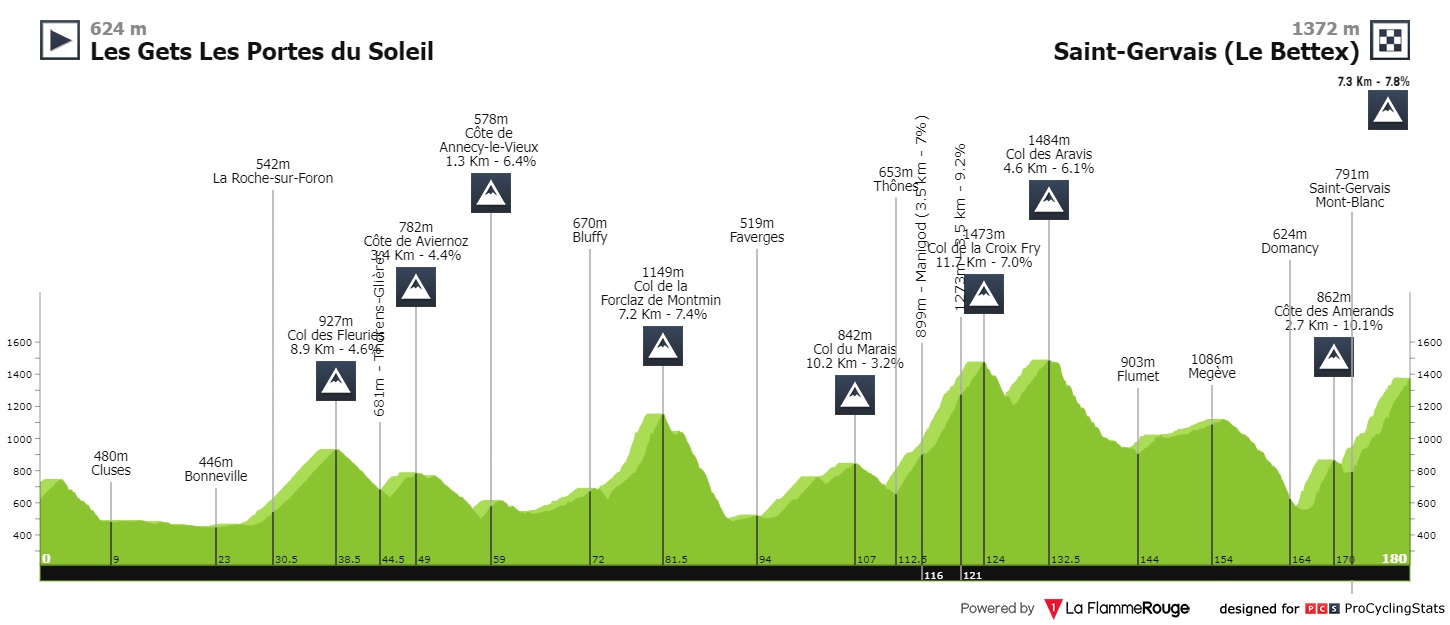 624 m
Les Gets Les Portes du Soleil
1372 m
Saint-Gervais (Le Bettex)
7.3 Km - 7.8%
480m
Cluses
446m
Bonneville
542m
La Roche-sur-Foron
927m
Col des Fleuries
8.9 Km - 4.6%
681m - Thorens-Glières
782m
Côte de Aviernoz
3.4 Km - 4.4%
578m
Côte de
Annecy-le-Vieux
1.3 Km - 6.4%
670m
Bluffy
1149m
Col de la
Forclaz de Montmin
7.2 Km - 7.4%
519m
Faverges
842m
Col du Marais
10.2 Km - 3.2%
653m
Thônes
899m - Manigod (3.5 km - 7%)
1273m - 3.5 km - 9.2%
1473m
Col de la Croix Fry
11.7 Km - 7.0%
1484m
Col des Aravis
4.6 Km - 6.1%
903m
Flumet
1086m
Megève
624m
Domancy
862m
Côte des Amerands
2.7 Km - 10.1%
791m
Saint-Gervais
Mont-Blanc
1600
1400
1200
1000
800
600
400
1600
1400
1200
1000
800
600
400
0 9 23 30.5 38.5 44.5 49 59 72 81.5 94 107 112.5 124 132.5 144 154 164 170 180
116 121
Powered by La FlammeRouge designed for PCS ProCyclingStats